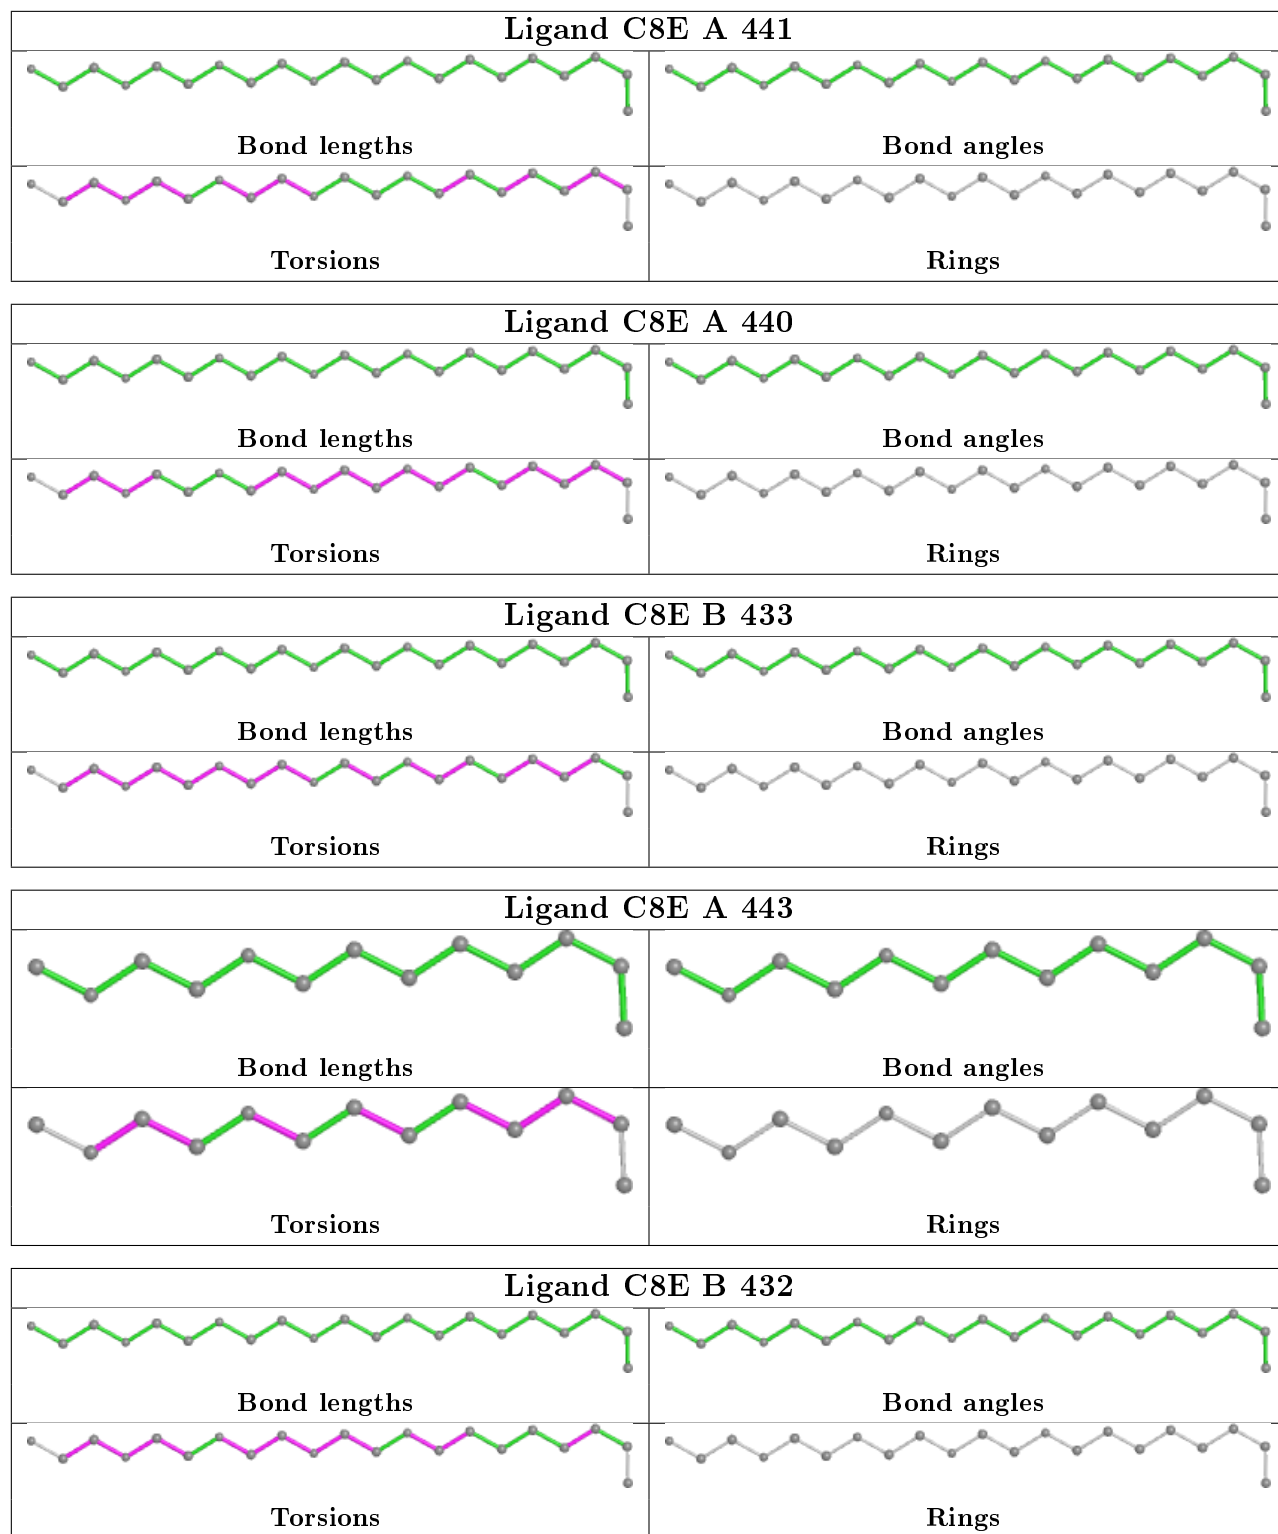 Ligand C8E A 441
Bond lengths Bond angles
Torsions Rings
Ligand C8E A 440
Bond lengths Bond angles
Torsions Rings
Ligand C8E B 433
Bond lengths Bond angles
Torsions Rings
Ligand C8E A 443
Bond lengths Bond angles
Torsions Rings
Ligand C8E B 432
Bond lengths Bond angles
Torsions Rings